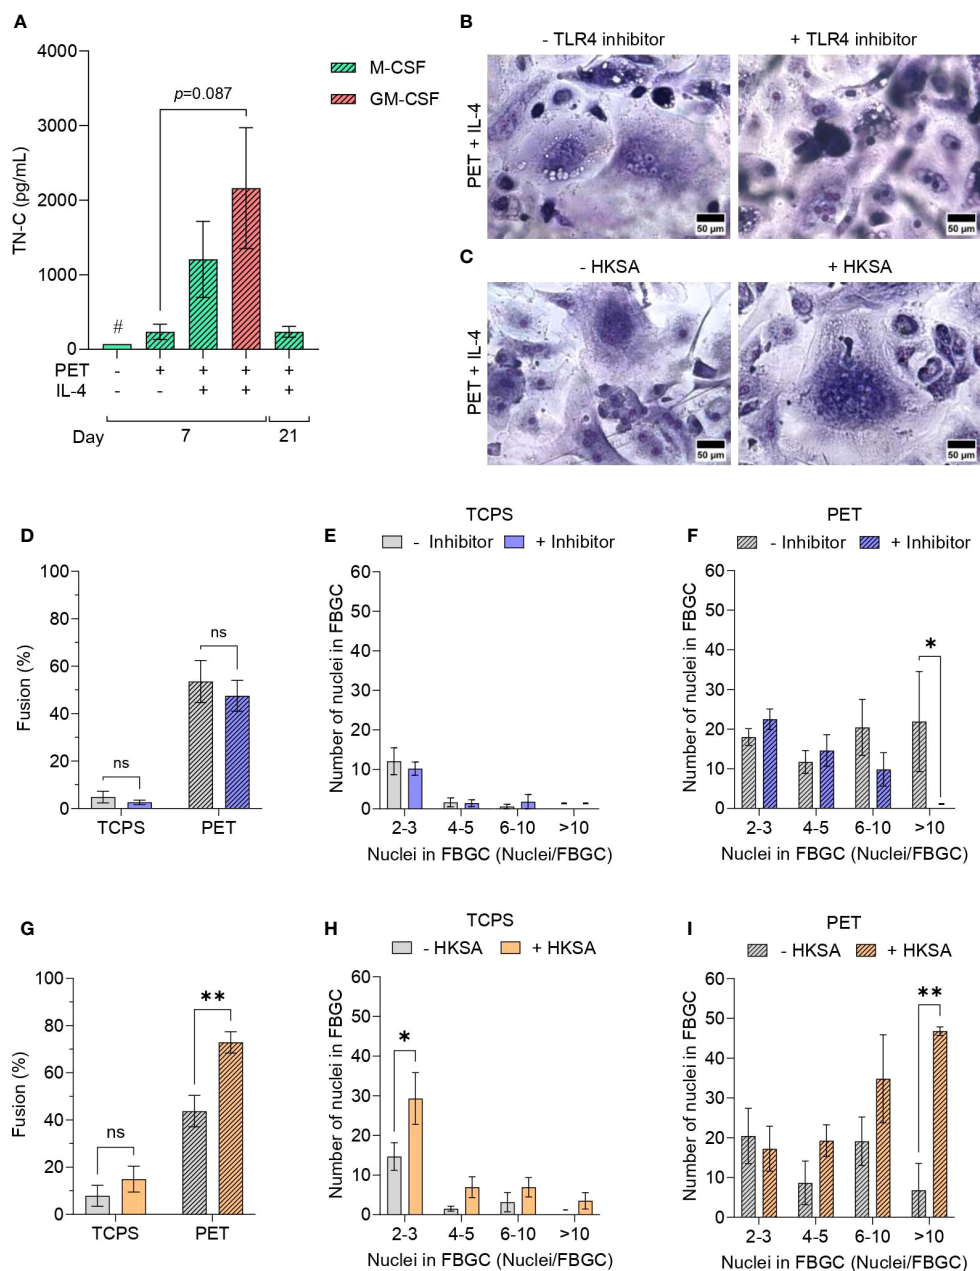 A
4000
3000
2000
1000
0
TN-C (pg/mL)
p=0.087
#
M-CSF
GM-CSF
PET - + + + +
IL-4 - - + + +
Day 7 21
B
- TLR4 inhibitor + TLR4 inhibitor
PET + IL-4
50 µm 50 µm
C
- HKSA + HKSA
PET + IL-4
50 µm 50 µm
D
100
80
60
40
20
0
Fusion (%)
ns ns
TCPS PET
E
TCPS
- Inhibitor + Inhibitor
60
50
40
30
20
10
0
Number of nuclei in FBGC
2-3 4-5 6-10 >10
Nuclei in FBGC (Nuclei/FBGC)
F
PET
- Inhibitor + Inhibitor
60
50
40
30
20
10
0
Number of nuclei in FBGC
*
2-3 4-5 6-10 >10
Nuclei in FBGC (Nuclei/FBGC)
G
100
80
60
40
20
0
Fusion (%)
ns **
TCPS PET
H
TCPS
- HKSA + HKSA
60
50
40
30
20
10
0
Number of nuclei in FBGC
*
2-3 4-5 6-10 >10
Nuclei in FBGC (Nuclei/FBGC)
I
PET
- HKSA + HKSA
60
50
40
30
20
10
0
Number of nuclei in FBGC
**
2-3 4-5 6-10 >10
Nuclei in FBGC (Nuclei/FBGC)